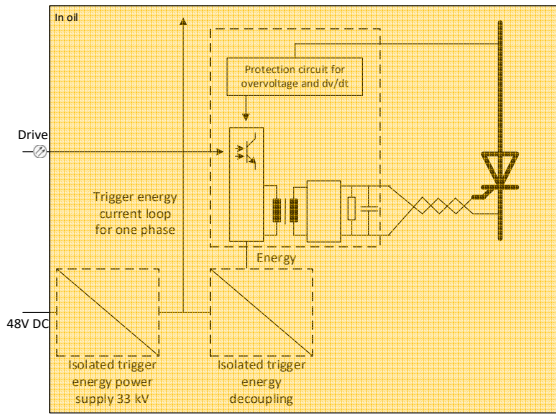 In oil
Protection circuit for
overvoltage and dv/dt
Drive
Trigger energy
current loop
for one phase
Energy
48V DC
Isolated trigger
energy power
supply 33 kV
Isolated trigger
energy
decoupling